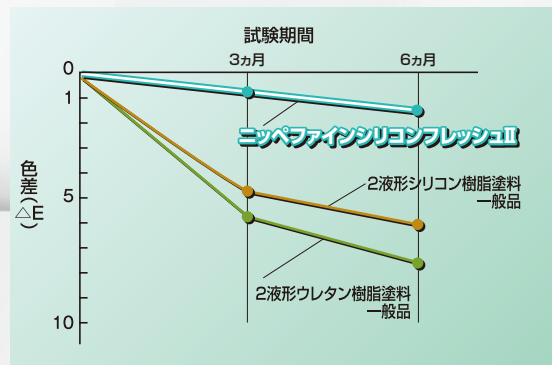 試験期間
3ヵ月
6ヵ月
0
1
5
10
色差(△E)
ニッペファインシリコンフレッシュⅡ
2液形シリコン樹脂塗料
一般品
2液形ウレタン樹脂塗料
一般品